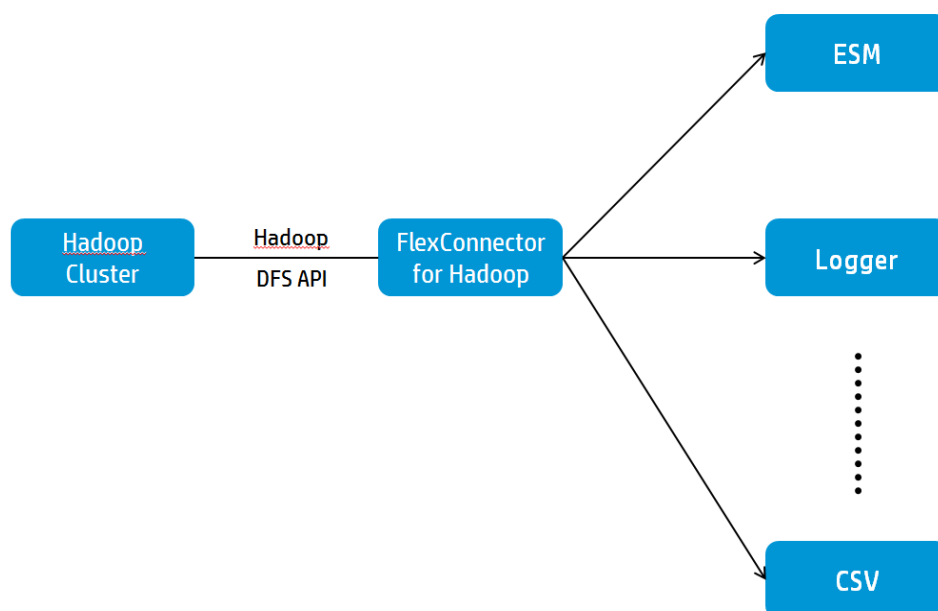 ESM
Hadoop
Cluster
Hadoop
DFS API
FlexConnector
for Hadoop
Logger
CSV